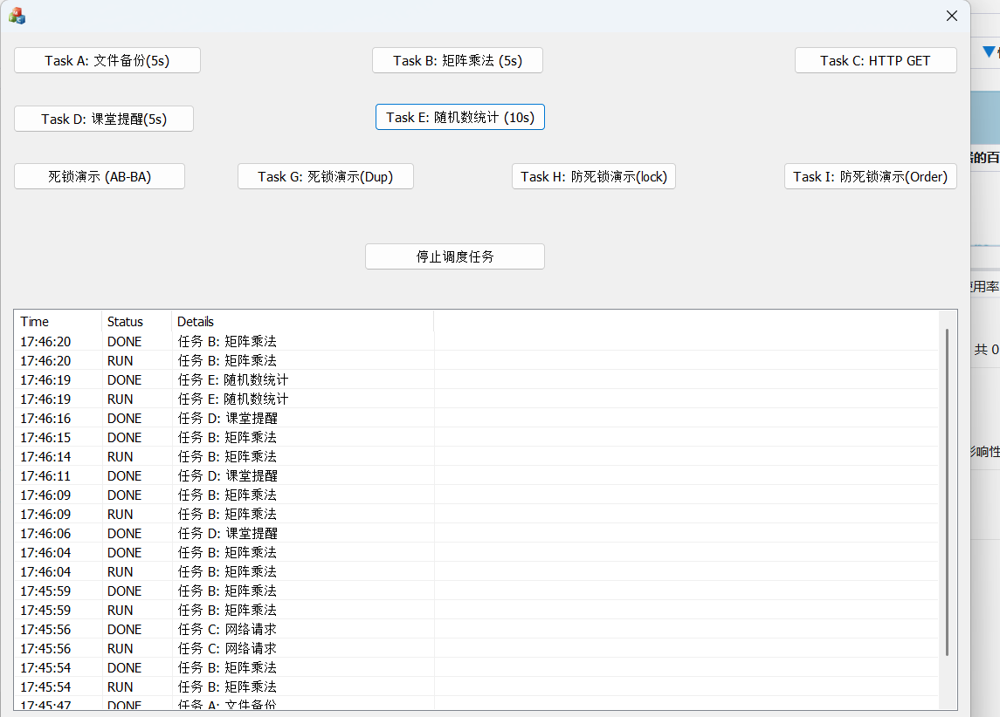 Task A: 文件备份(5s)
Task B: 矩阵乘法 (5s)
Task C: HTTP GET
Task D: 课堂提醒(5s)
Task E: 随机数统计 (10s)
死锁演示 (AB-BA)
Task G: 死锁演示(Dup)
Task H: 防死锁演示(lock)
Task I: 防死锁演示(Order)
停止调度任务
Time Status Details
17:46:20 DONE 任务 B: 矩阵乘法
17:46:20 RUN 任务 B: 矩阵乘法
17:46:19 DONE 任务 E: 随机数统计
17:46:19 RUN 任务 E: 随机数统计
17:46:16 DONE 任务 D: 课堂提醒
17:46:15 DONE 任务 B: 矩阵乘法
17:46:14 RUN 任务 B: 矩阵乘法
17:46:11 DONE 任务 D: 课堂提醒
17:46:09 DONE 任务 B: 矩阵乘法
17:46:09 RUN 任务 B: 矩阵乘法
17:46:06 DONE 任务 D: 课堂提醒
17:46:04 DONE 任务 B: 矩阵乘法
17:46:04 RUN 任务 B: 矩阵乘法
17:45:59 DONE 任务 B: 矩阵乘法
17:45:59 RUN 任务 B: 矩阵乘法
17:45:56 DONE 任务 C: 网络请求
17:45:56 RUN 任务 C: 网络请求
17:45:54 DONE 任务 B: 矩阵乘法
17:45:54 RUN 任务 B: 矩阵乘法
17:45:47 DONE 任务 A: 文件备份
的百
使用率
共 0
影响性